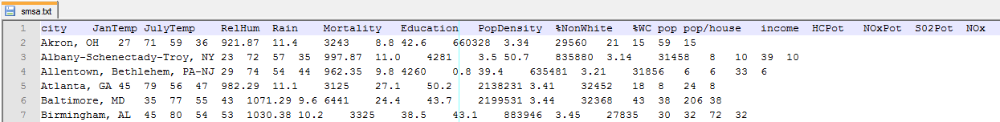 smsa.txt
1 city JanTemp JulyTemp RelHum Rain Mortality Education PopDensity %NonWhite %WC pop pop/house income HCPot NOxPot S02Pot NOx
2 Akron, OH 27 71 59 36 921.87 11.4 3243 8.8 42.6 660328 3.34 29560 21 15 59 15
3 Albany-Schenectady-Troy, NY 23 72 57 35 997.87 11.0 4281 3.5 50.7 835880 3.14 31458 8 10 39 10
4 Allentown, Bethlehem, PA-NJ 29 74 54 44 962.35 9.8 4260 0.8 39.4 635481 3.21 31856 6 6 33 6
5 Atlanta, GA 45 79 56 47 982.29 11.1 3125 27.1 50.2 2138231 3.41 32452 18 8 24 8
6 Baltimore, MD 35 77 55 43 1071.29 9.6 6441 24.4 43.7 2199531 3.44 32368 43 38 206 38
7 Birmingham, AL 45 80 54 53 1030.38 10.2 3325 38.5 43.1 883946 3.45 27835 30 32 72 32